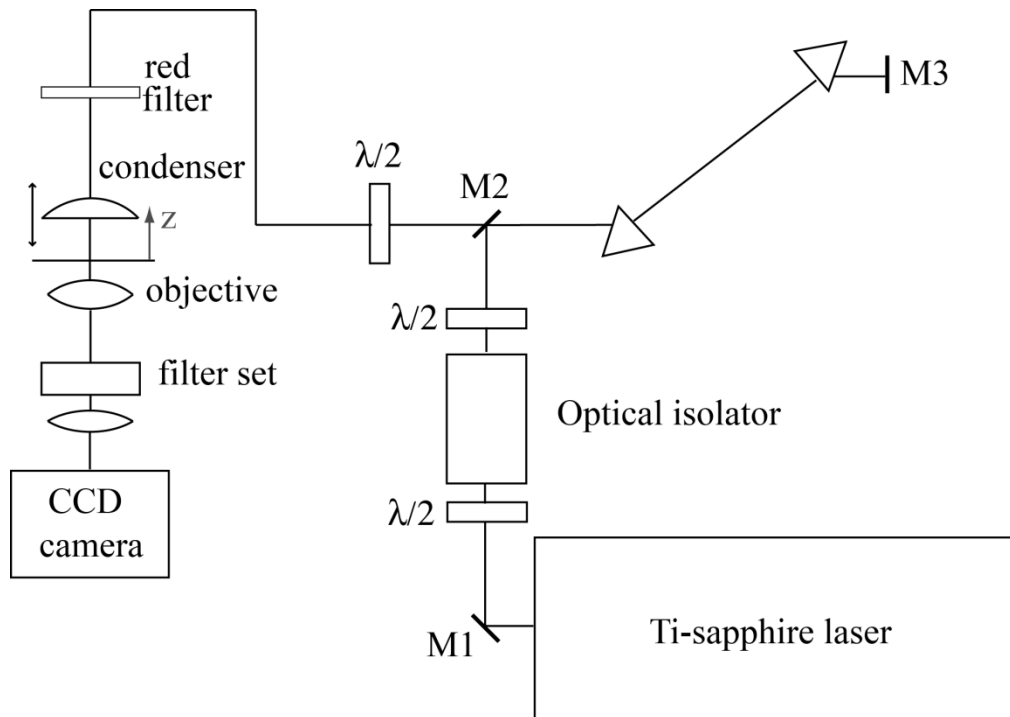 red
filter
condenser
z
objective
filter set
CCD
camera
λ/2
M2
M3
λ/2
Optical isolator
λ/2
M1
Ti-sapphire laser